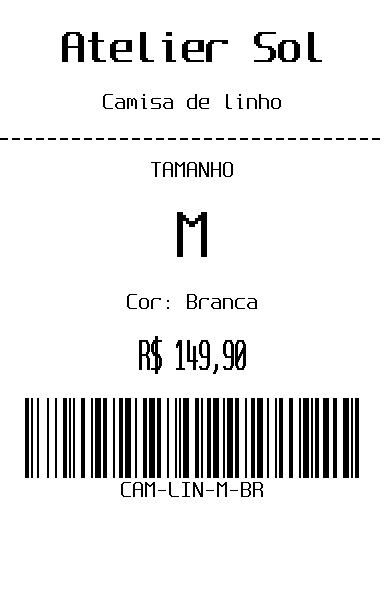 Atelier Sol
Camisa de linho
TAMANHO
M
Cor: Branca
R$ 149,90
CAM-LIN-M-BR